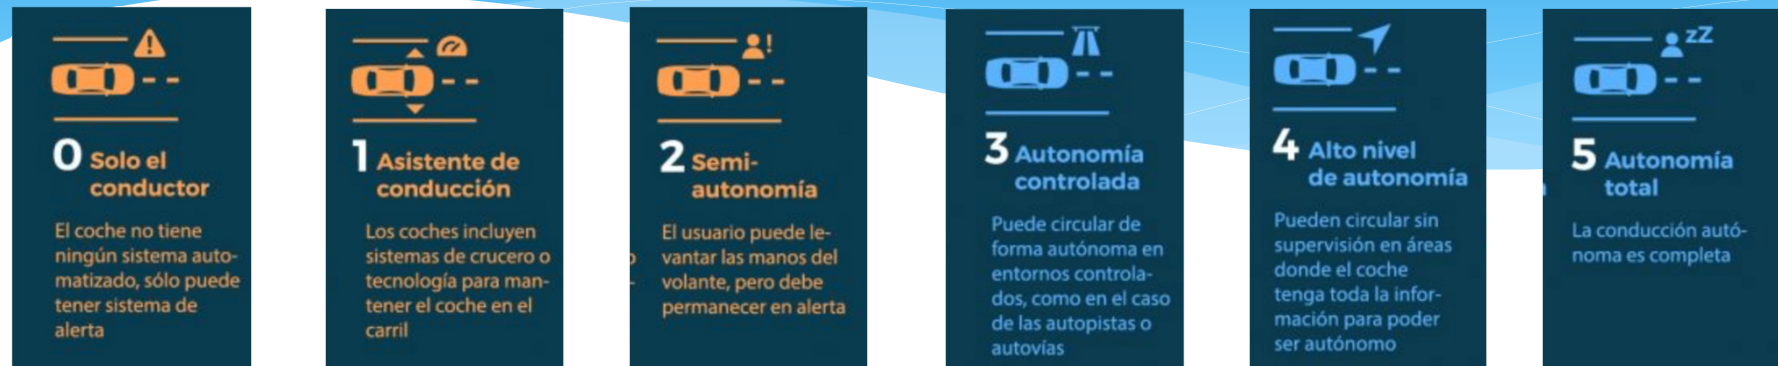 0 Solo el
conductor
El coche no tiene
ningún sistema auto-
matizado, sólo puede
tener sistema de
alerta
1 Asistente de
conducción
Los coches incluyen
sistemas de crucero o
tecnología para man-
tener el coche en el
carril
2 Semi-
autonomía
El usuario puede le-
vantar las manos del
volante, pero debe
permanecer en alerta
3 Autonomía
controlada
Puede circular de
forma autónoma en
entornos controla-
dos, como en el caso
de las autopistas o
autovías
4 Alto nivel
de autonomía
Pueden circular sin
supervisión en áreas
donde el coche
tenga toda la infor-
mación para poder
ser autónomo
zZ
5 Autonomía
total
La conducción autó-
noma es completa